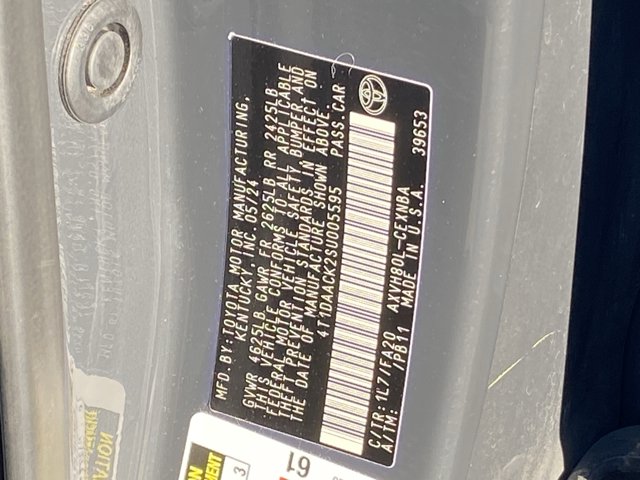 MFD. BY: TOYOTA MOTOR MANUFACTURING,
KENTUCKY, INC. 05/24
GVWR 4625LB GAWR FR 2625LB RR 2425LB
THIS VEHICLE CONFORMS TO ALL APPLICABLE
FEDERAL MOTOR VEHICLE SAFETY BUMPER AND
THEFT PREVENTION STANDARDS IN EFFECT ON
THE DATE OF MANUFACTURE SHOWN ABOVE.
4T1DAACK2SU005595 PASS.CAR
C/TR:1L7/FA20 AXVH80L-CEXNBA 39653
A/TM: /PB11 MADE IN U.S.A.
61
3